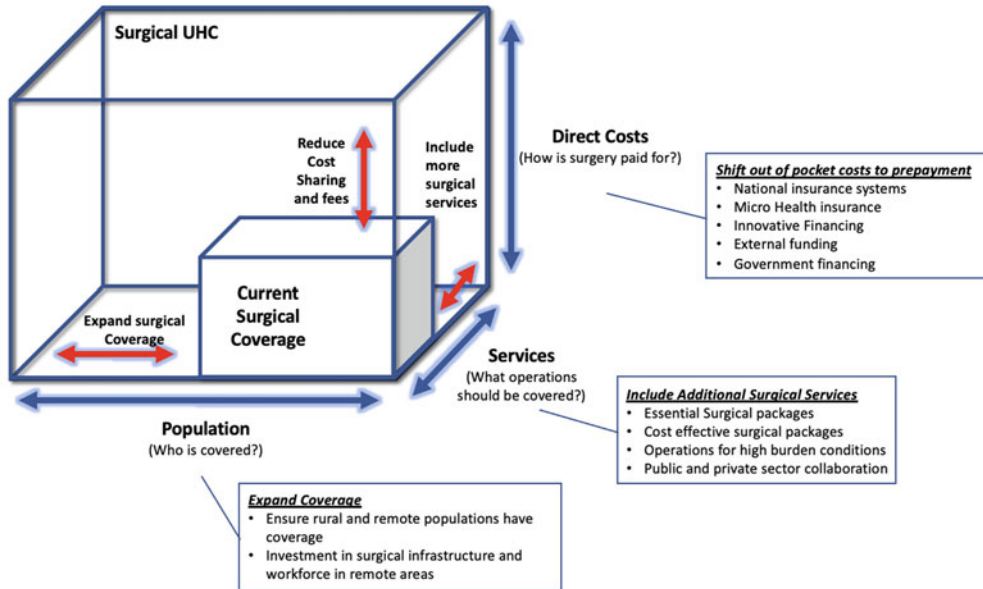 Surgical UHC
Reduce
Cost
Sharing
and fees
Include
more
surgical
services
Direct Costs
(How is surgery paid for?)
Shift out of pocket costs to prepayment
• National insurance systems
• Micro Health insurance
• Innovative Financing
• External funding
• Government financing
Current
Surgical
Coverage
Expand surgical
Coverage
Services
(What operations
should be covered?)
Include Additional Surgical Services
• Essential Surgical packages
• Cost effective surgical packages
• Operations for high burden conditions
• Public and private sector collaboration
Population
(Who is covered?)
Expand Coverage
• Ensure rural and remote populations have
coverage
• Investment in surgical infrastructure and
workforce in remote areas